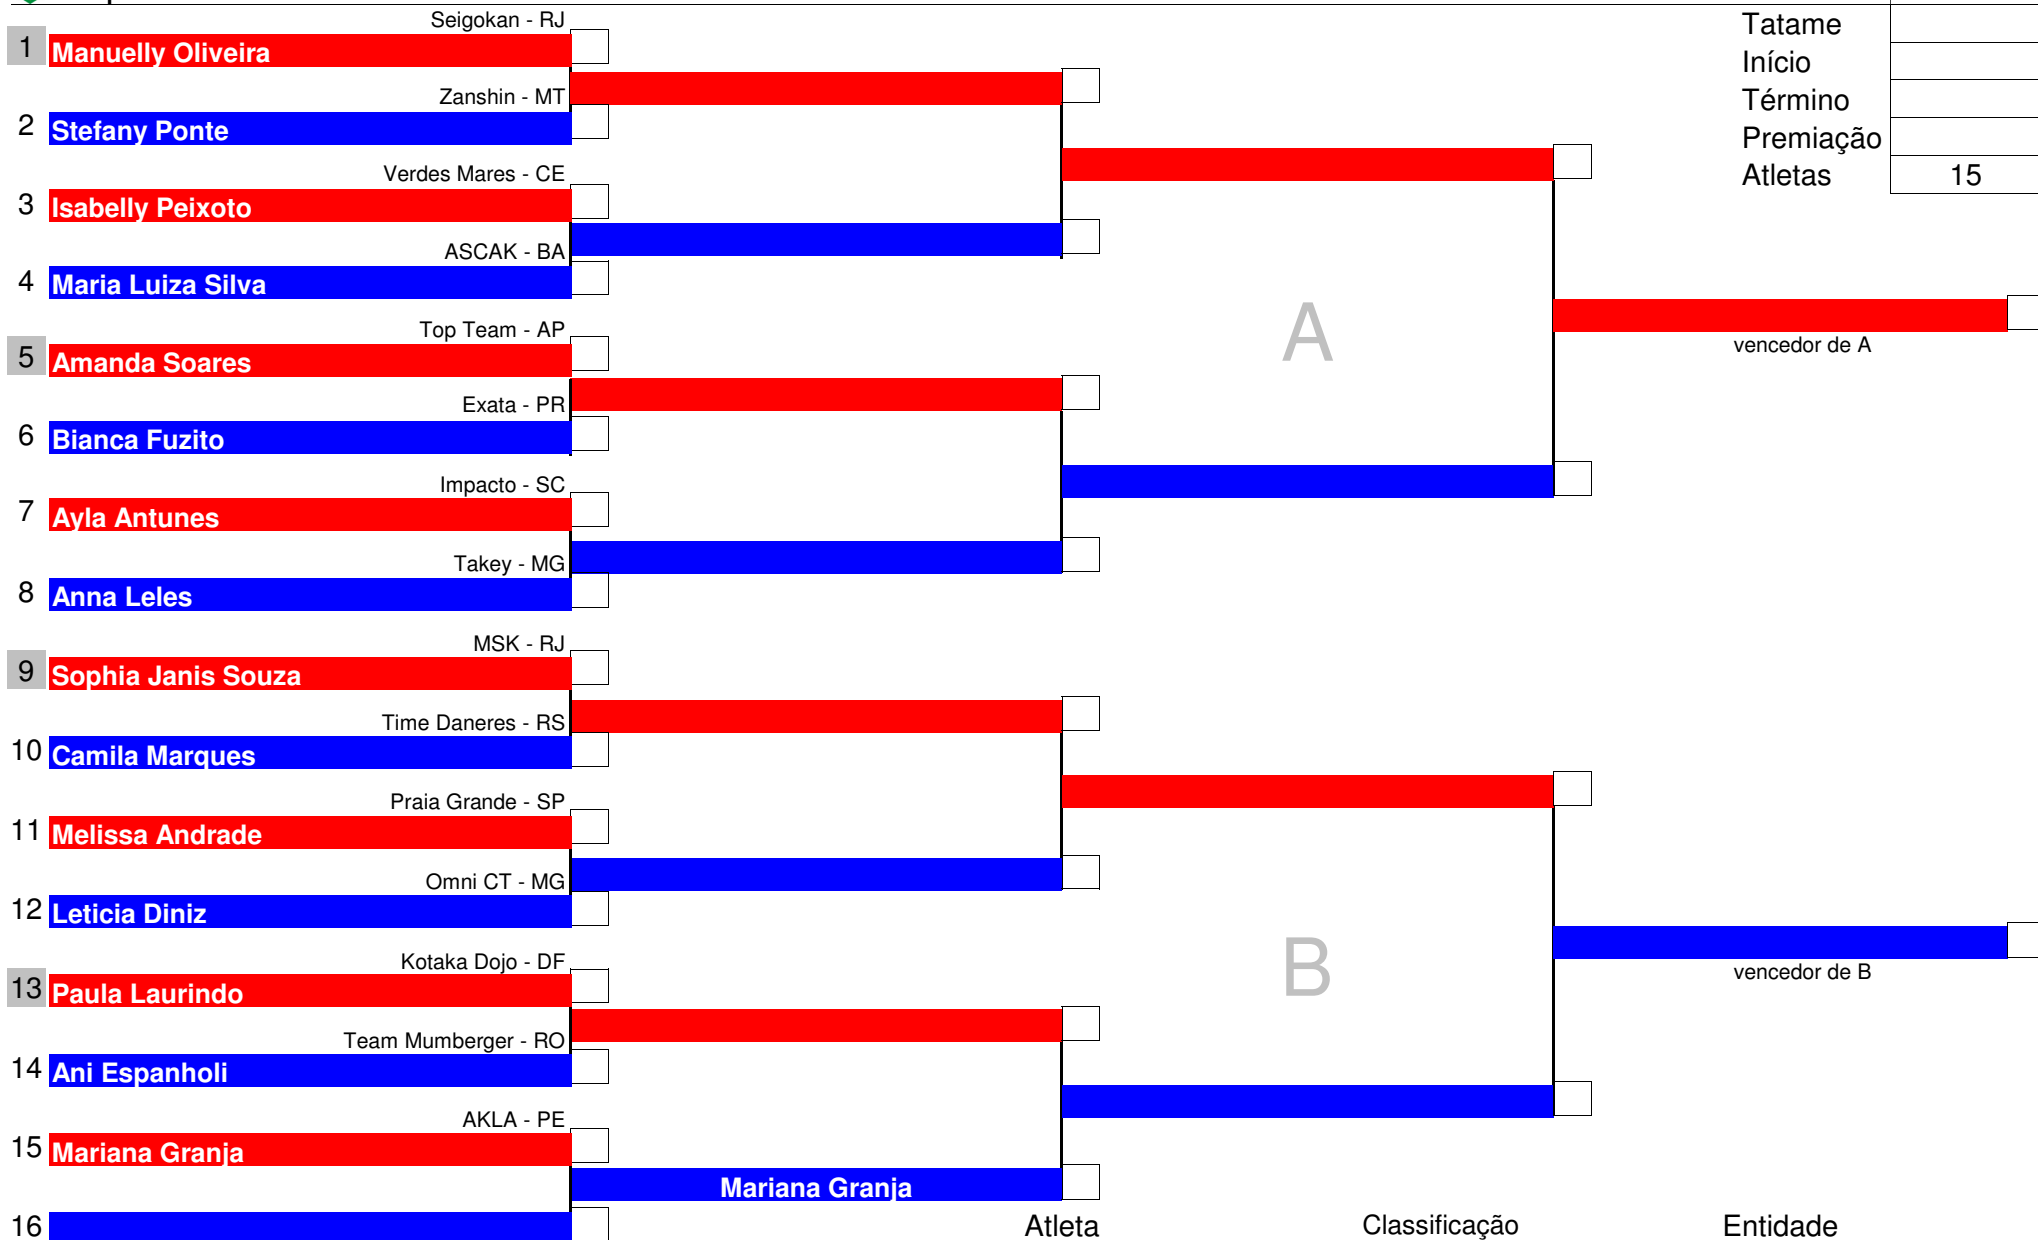 Seigokan - RJ
1 Manuelly Oliveira
Zanshin - MT
2 Stefany Ponte
Verdes Mares - CE
3 Isabelly Peixoto
ASCAK - BA
4 Maria Luiza Silva
Top Team - AP
5 Amanda Soares
Exata - PR
6 Bianca Fuzito
Impacto - SC
7 Ayla Antunes
Takey - MG
8 Anna Leles
MSK - RJ
9 Sophia Janis Souza
Time Daneres - RS
10 Camila Marques
Praia Grande - SP
11 Melissa Andrade
Omni CT - MG
12 Leticia Diniz
Kotaka Dojo - DF
13 Paula Laurindo
Team Mumberger - RO
14 Ani Espanholi
AKLA - PE
15 Mariana Granja
16
Mariana Granja
A
B
vencedor de A
vencedor de B
Tatame
Início
Término
Premiação
Atletas 15
Atleta Classificação Entidade